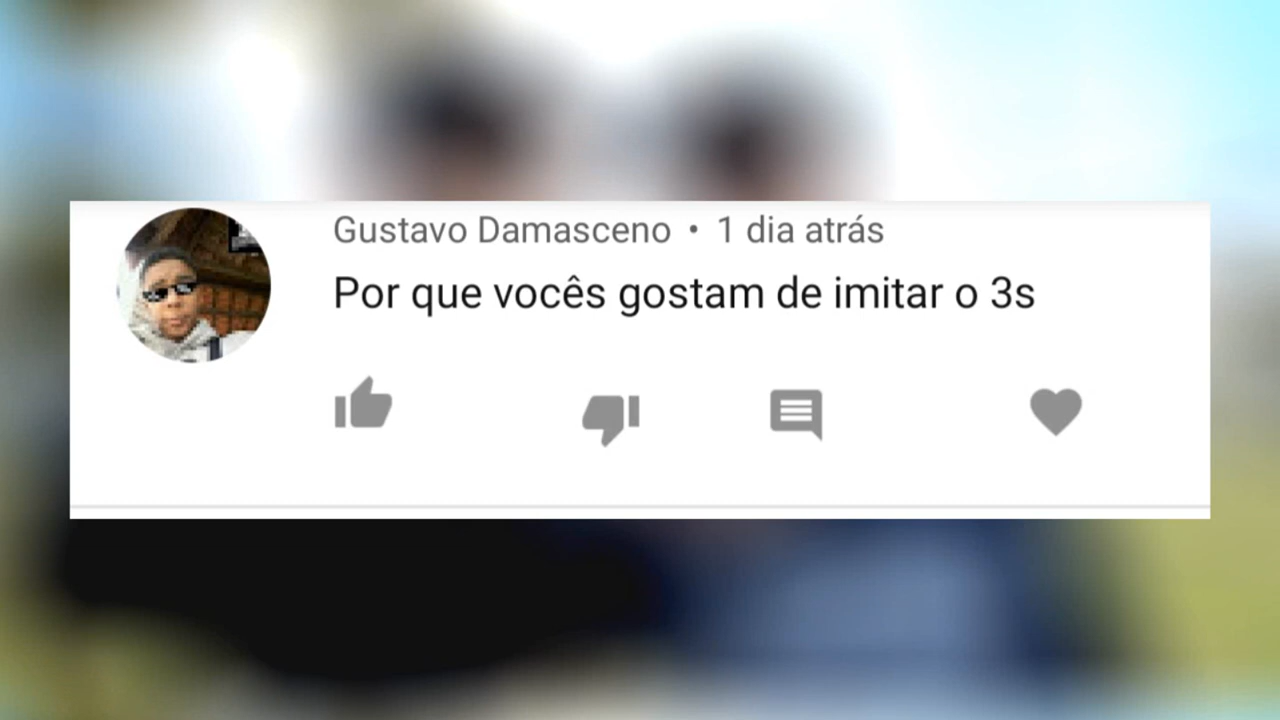 Gustavo Damasceno • 1 dia atrás
Por que vocês gostam de imitar o 3s